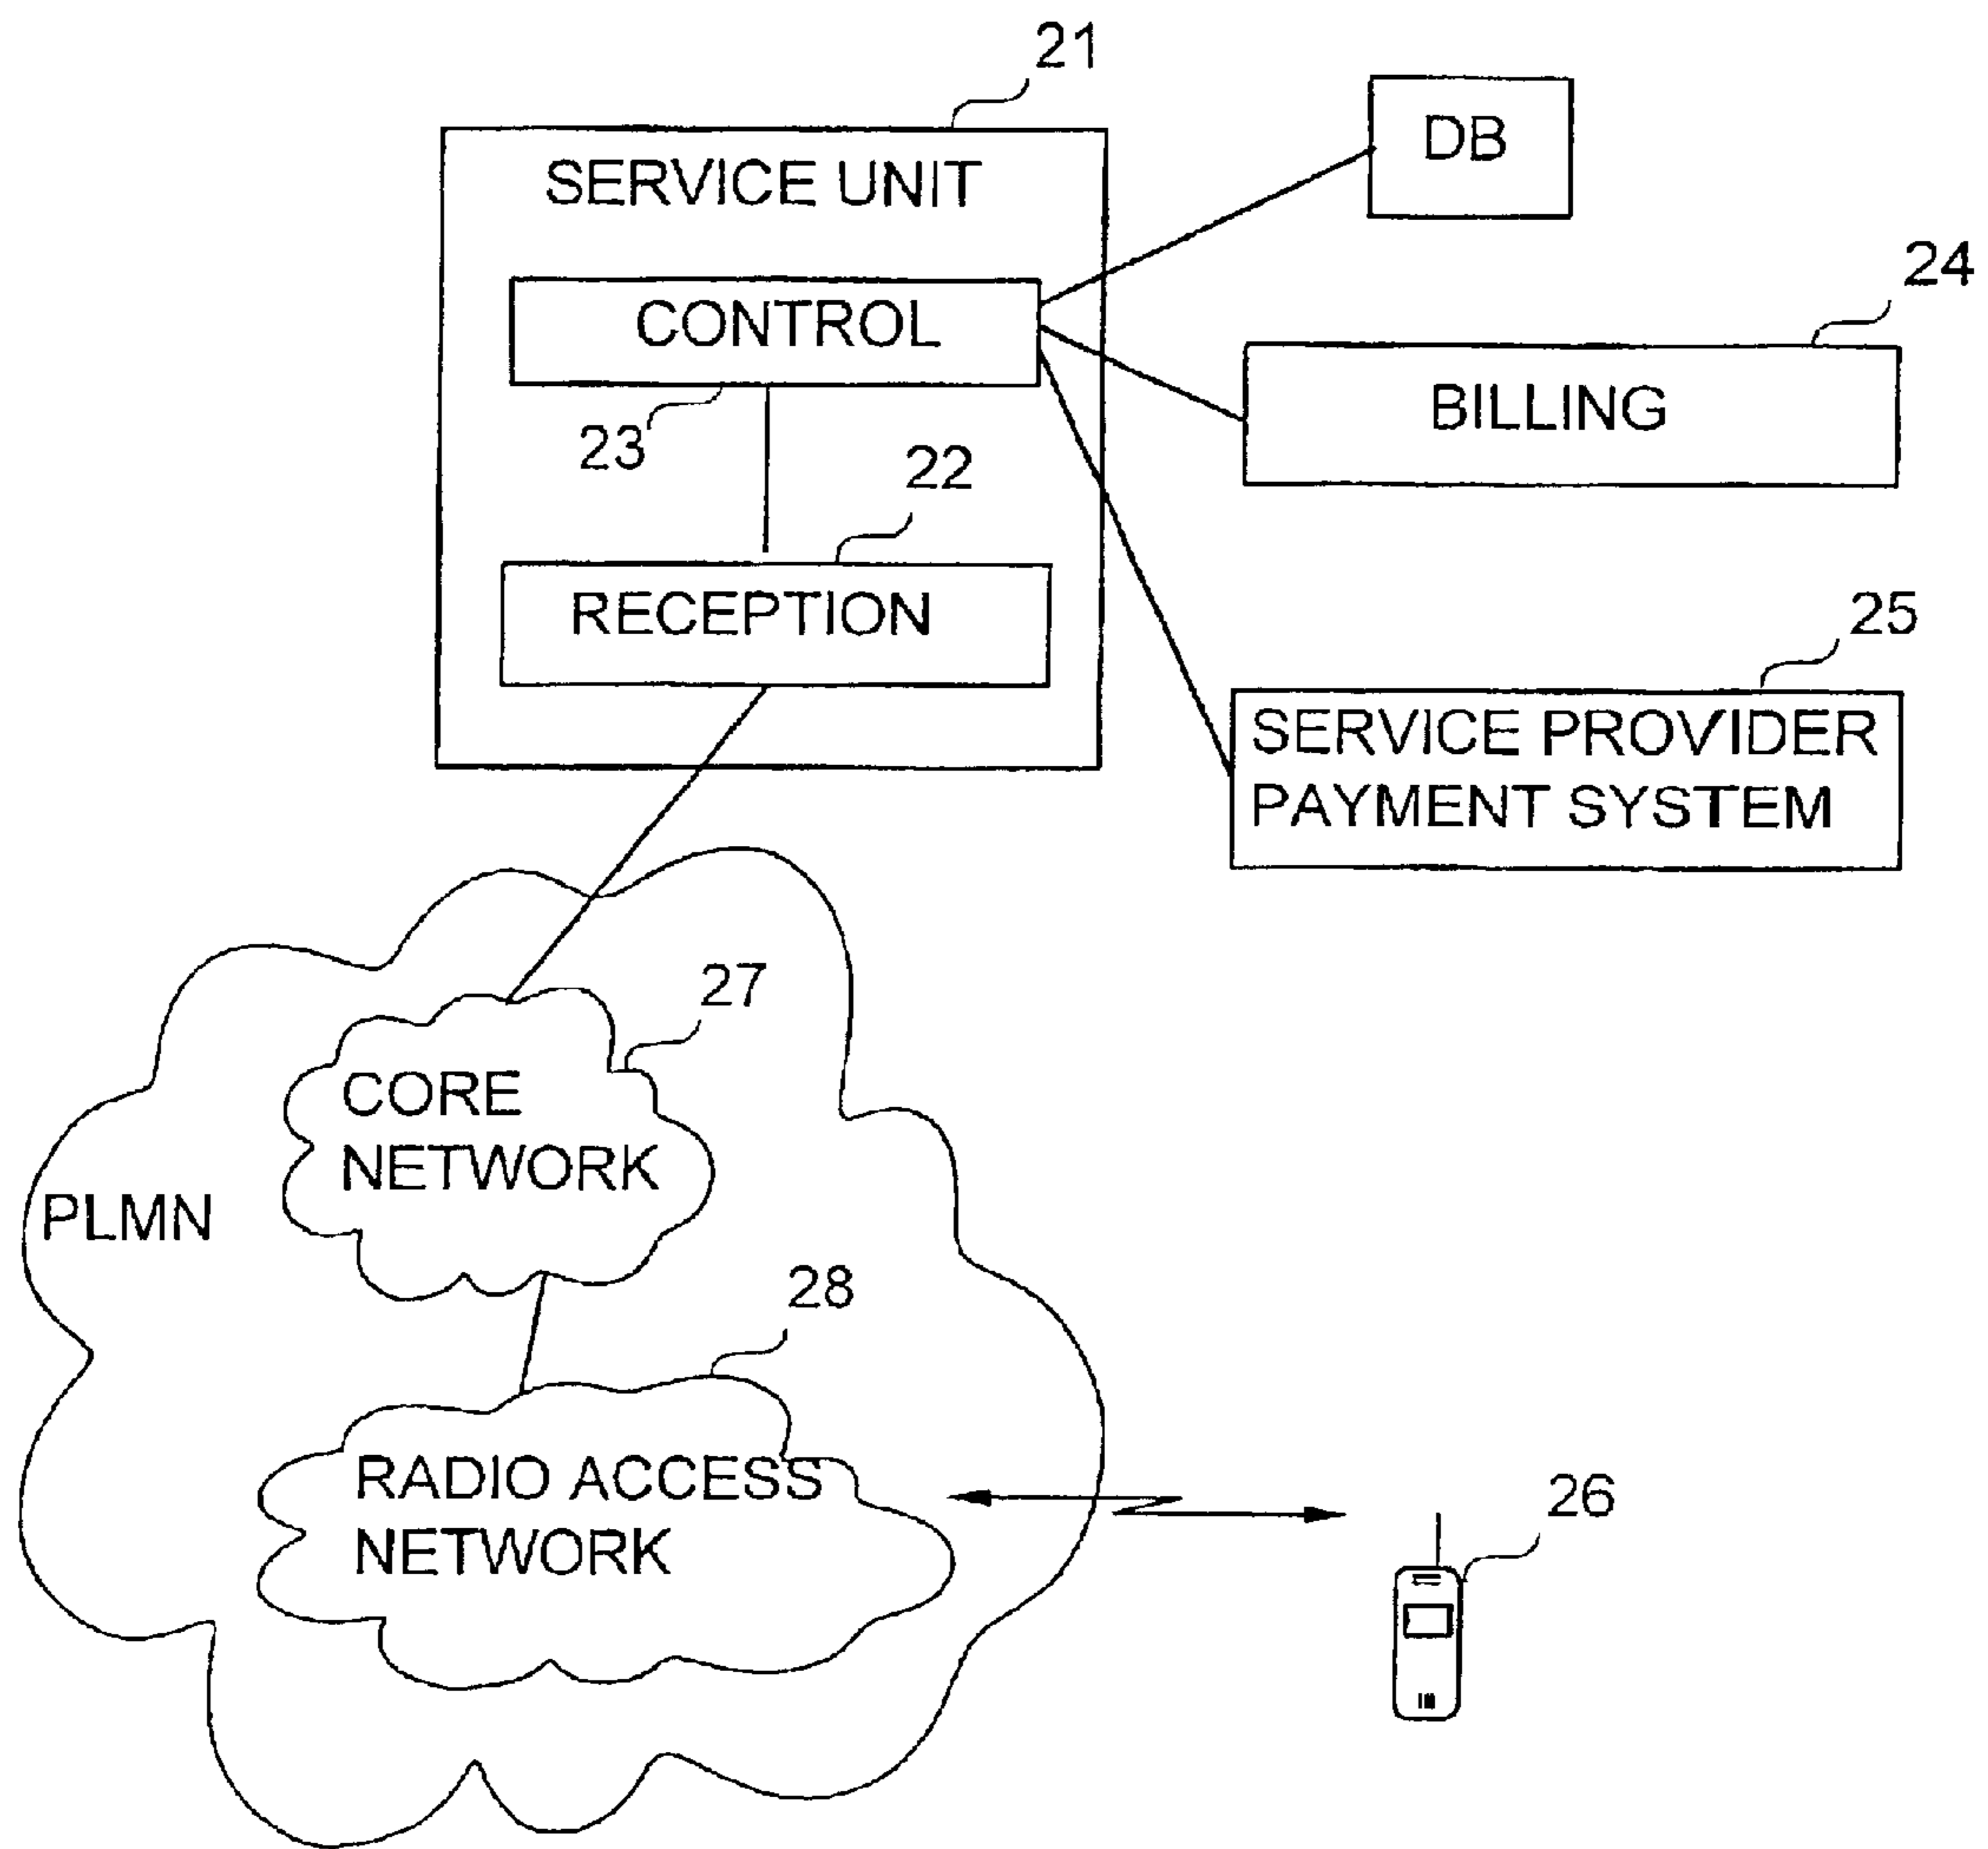 21
SERVICE UNIT
DB
CONTROL
24
BILLING
23
22
RECEPTION
25
SERVICE PROVIDER
PAYMENT SYSTEM
27
CORE
NETWORK
PLMN
28
RADIO ACCESS
NETWORK
26